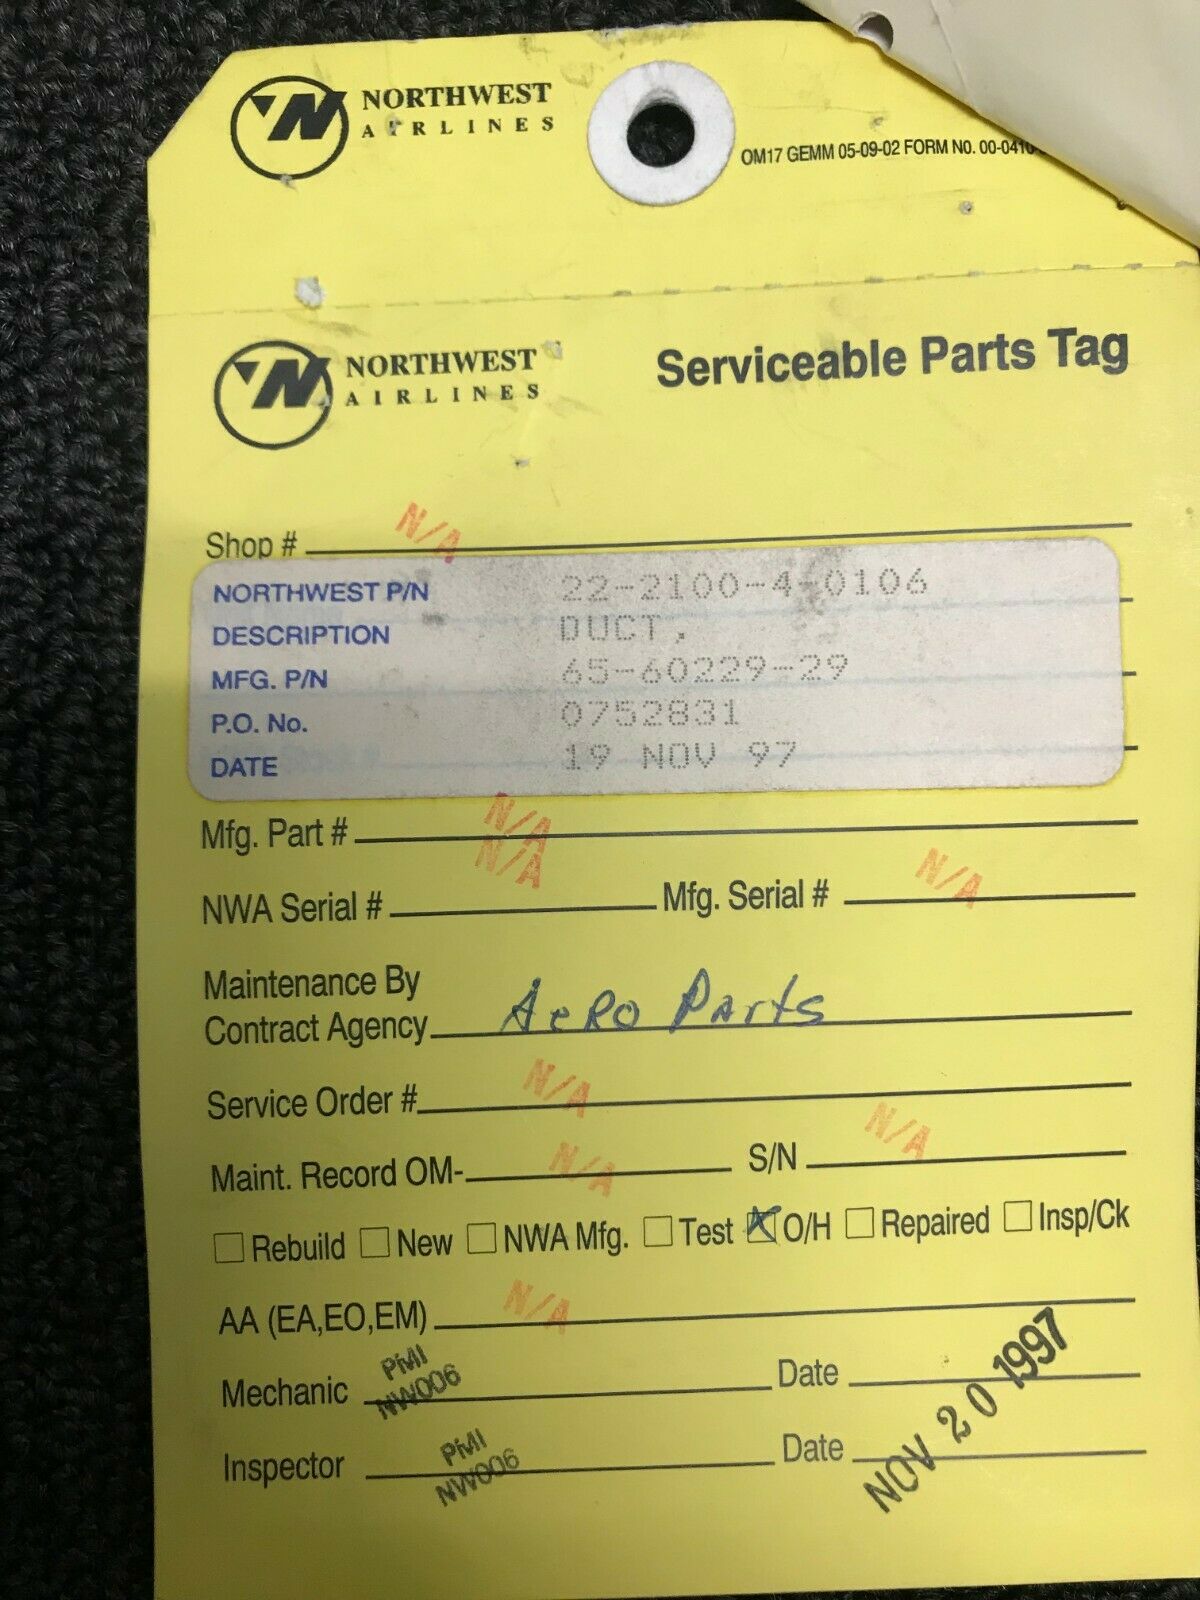 NORTHWEST
AIRLINES
OM17 GEMM 05-09-02 FORM NO. 00-0410
NORTHWEST
AIRLINES
Serviceable Parts Tag
Shop # N/A
NORTHWEST P/N 22-2100-4-0106
DESCRIPTION DUCT,
MFG. P/N 65-60229-29
P.O. No. 0752831
DATE 19 NOV 97
Mfg. Part # N/A
N/A
NWA Serial # Mfg. Serial # N/A
Maintenance By
Contract Agency Aero Parts
Service Order # N/A
Maint. Record OM- N/A S/N N/A
Rebuild New NWA Mfg. Test X O/H Repaired Insp/Ck
AA (EA,EO,EM) N/A
Mechanic PMI NW006 Date
Inspector PMI NW006 Date NOV 20 1997